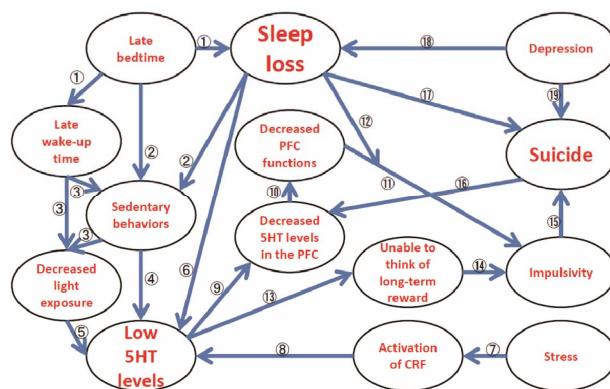 Late
bedtime
①
Sleep
loss
⑱
Depression
①
Late
wake-up
time
②
②
⑫
⑰
⑲
Decreased
PFC
functions
Suicide
③
③
⑪
⑩
⑯
Sedentary
behaviors
Decreased
5HT levels
in the PFC
⑮
③
Decreased
light
exposure
④
⑥
⑨
⑬
Unable to
think of
long-term
reward
⑭
Impulsivity
⑤
Low
5HT
levels
⑧
Activation
of CRF
⑦
Stress